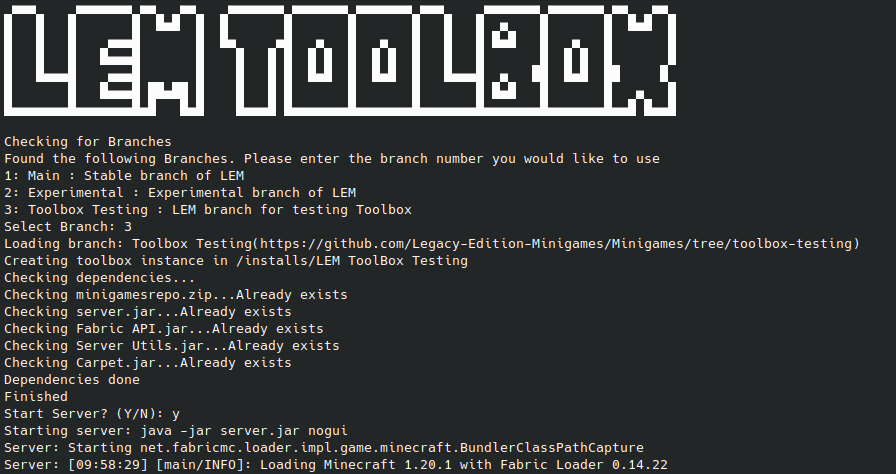 LEM TOOLBOX
Checking for Branches
Found the following Branches. Please enter the branch number you would like to use
1: Main : Stable branch of LEM
2: Experimental : Experimental branch of LEM
3: Toolbox Testing : LEM branch for testing Toolbox
Select Branch: 3
Loading branch: Toolbox Testing(https://github.com/Legacy-Edition-Minigames/Minigames/tree/toolbox-testing)
Creating toolbox instance in /installs/LEM ToolBox Testing
Checking dependencies...
Checking minigamesrepo.zip...Already exists
Checking server.jar...Already exists
Checking Fabric API.jar...Already exists
Checking Server Utils.jar...Already exists
Checking Carpet.jar...Already exists
Dependencies done
Finished
Start Server? (Y/N): y
Starting server: java -jar server.jar nogui
Server: Starting net.fabricmc.loader.impl.game.minecraft.BundlerClassPathCapture
Server: [09:58:29] [main/INFO]: Loading Minecraft 1.20.1 with Fabric Loader 0.14.22